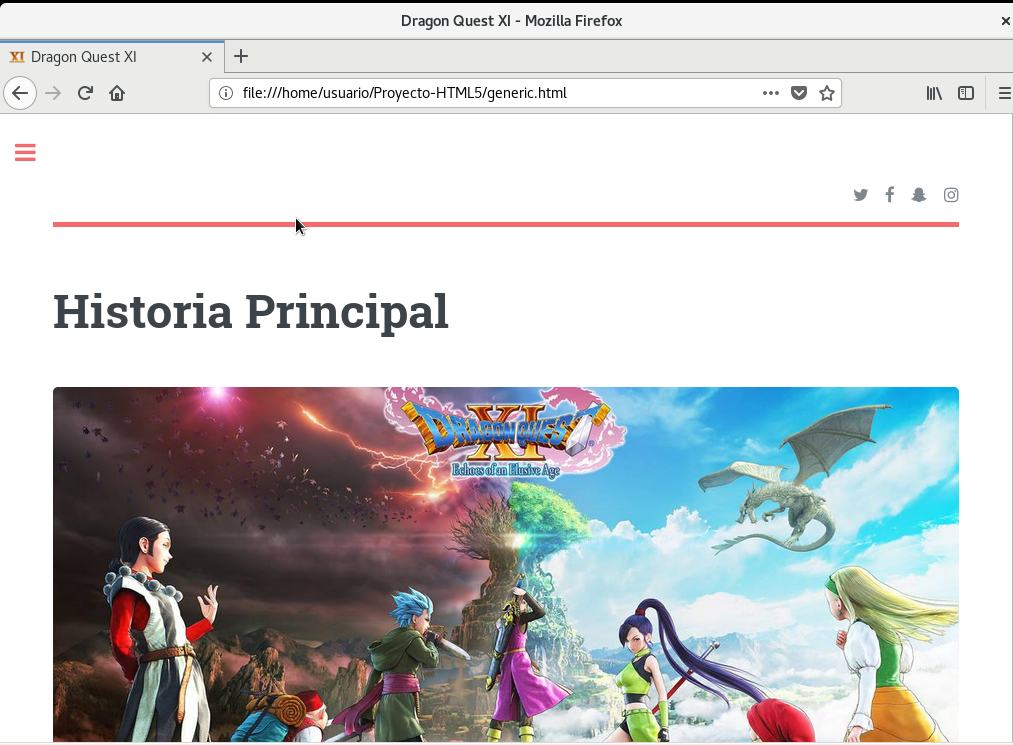 Dragon Quest XI - Mozilla Firefox
XI Dragon Quest XI
file:///home/usuario/Proyecto-HTML5/generic.html
Historia Principal
DRAGON QUEST
XI
Echoes of an Elusive Age